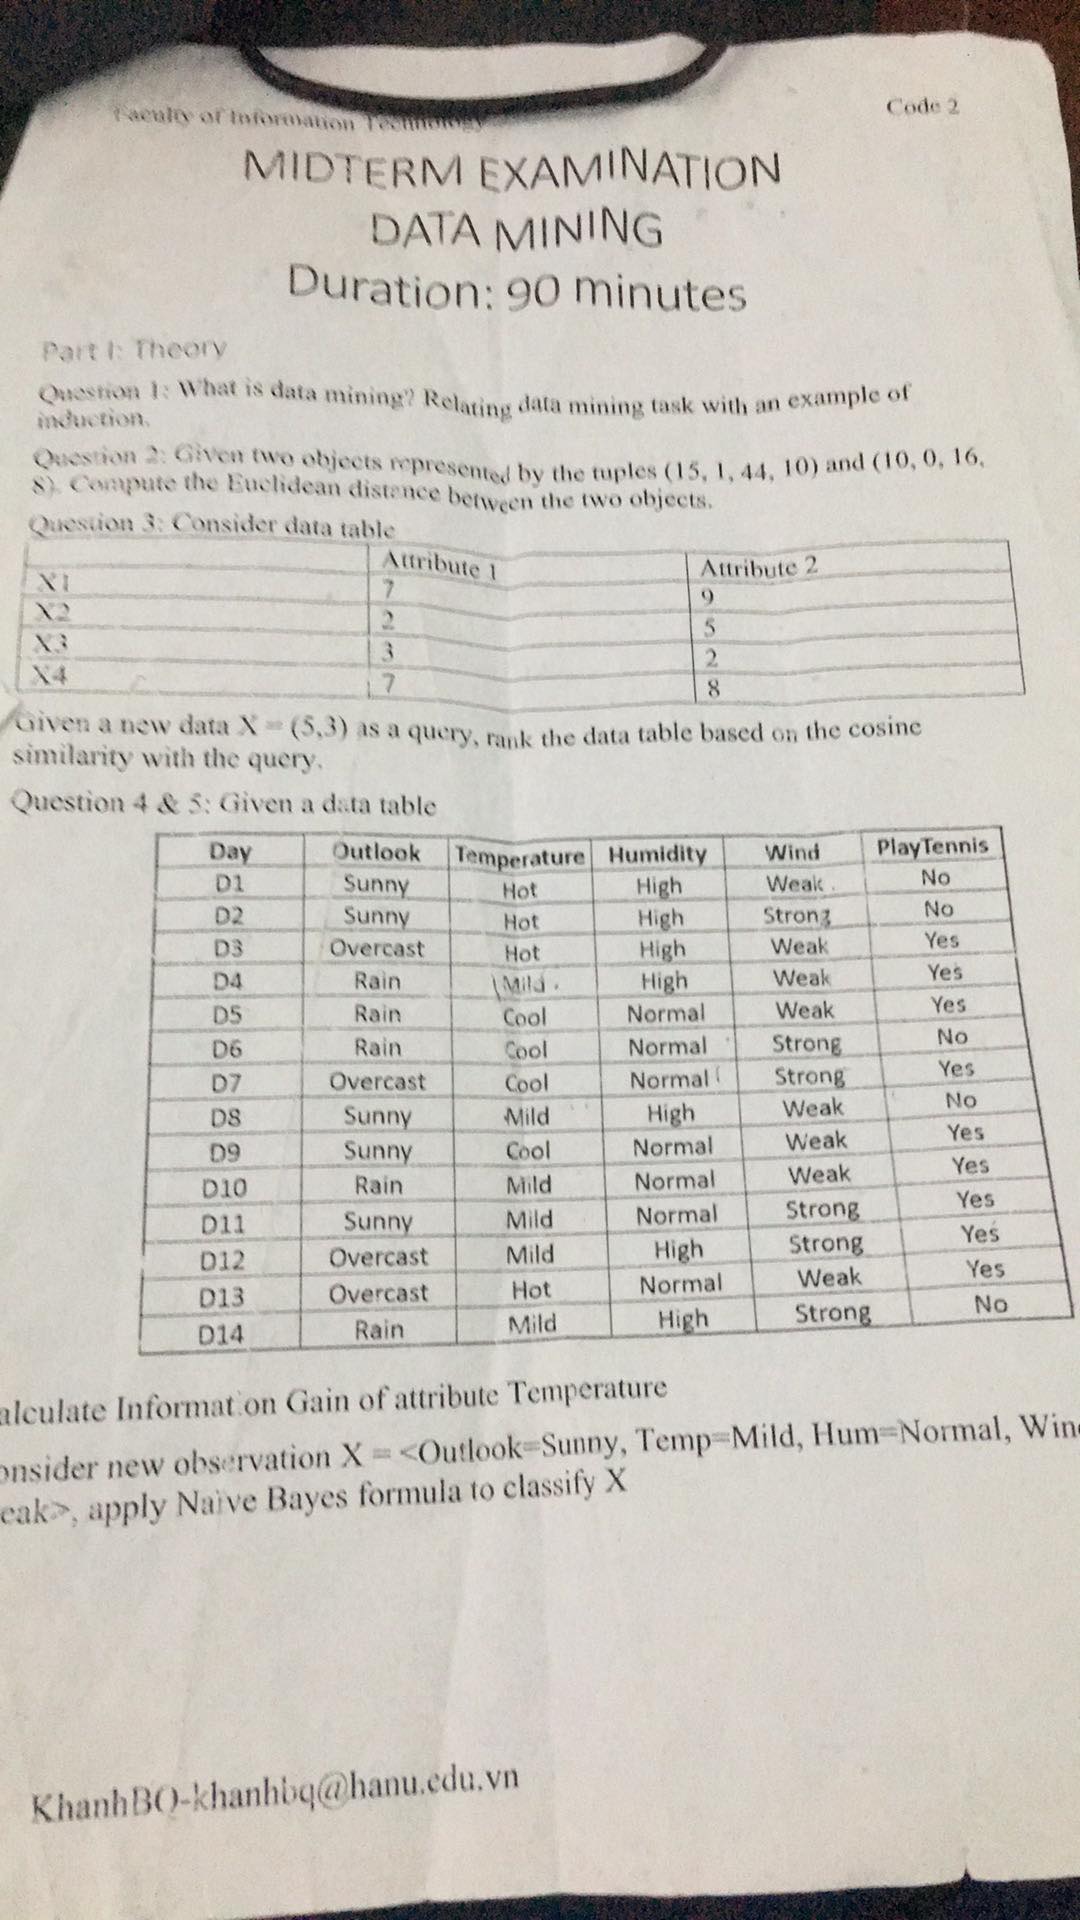 Faculty of Information Technology
Code 2
MIDTERM EXAMINATION
DATA MINING
Duration: 90 minutes
Part I: Theory
Question 1: What is data mining? Relating data mining task with an example of
induction.
Question 2: Given two objects represented by the tuples (15, 1, 44, 10) and (10, 0, 16,
8). Compute the Euclidean distance between the two objects.
Question 3: Consider data table
Attribute 1 Attribute 2
X1 7 9
X2 2 5
X3 3 2
X4 7 8
Given a new data X = (5,3) as a query, rank the data table based on the cosine
similarity with the query.
Question 4 & 5: Given a data table
Day Outlook Temperature Humidity Wind PlayTennis
D1 Sunny Hot High Weak No
D2 Sunny Hot High Strong No
D3 Overcast Hot High Weak Yes
D4 Rain Mild High Weak Yes
D5 Rain Cool Normal Weak Yes
D6 Rain Cool Normal Strong No
D7 Overcast Cool Normal Strong Yes
D8 Sunny Mild High Weak No
D9 Sunny Cool Normal Weak Yes
D10 Rain Mild Normal Weak Yes
D11 Sunny Mild Normal Strong Yes
D12 Overcast Mild High Strong Yes
D13 Overcast Hot Normal Weak Yes
D14 Rain Mild High Strong No
alculate Information Gain of attribute Temperature
onsider new observation X = <Outlook=Sunny, Temp=Mild, Hum=Normal, Win
eak>, apply Naive Bayes formula to classify X
KhanhBQ-khanhbq@hanu.edu.vn